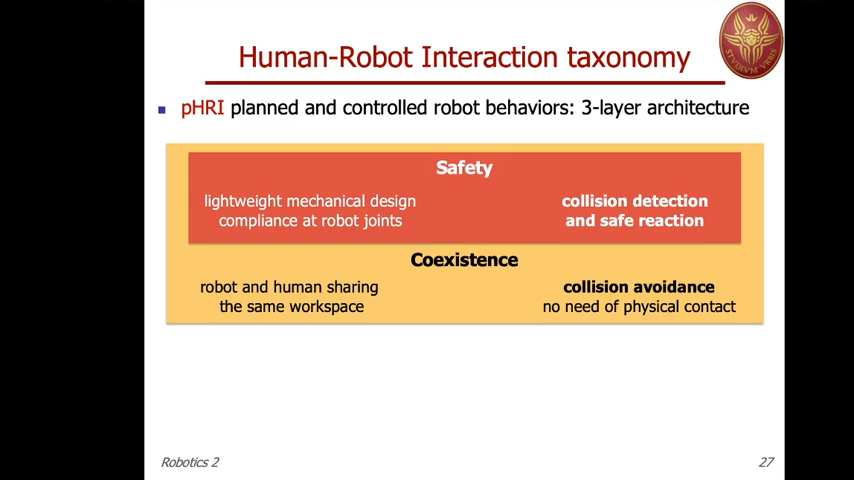 Human-Robot Interaction taxonomy
STVDIVM VRBIS
pHRI planned and controlled robot behaviors: 3-layer architecture
Safety
lightweight mechanical design
compliance at robot joints
collision detection
and safe reaction
Coexistence
robot and human sharing
the same workspace
collision avoidance
no need of physical contact
Robotics 2
27